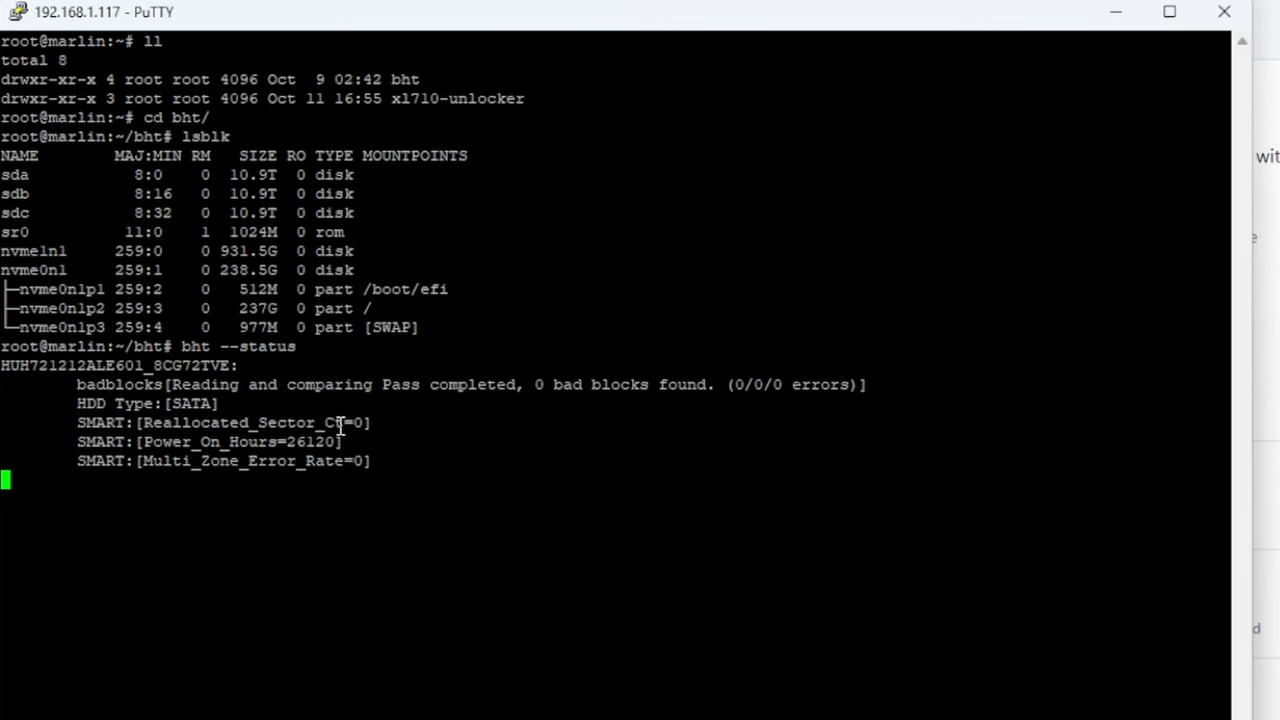 192.168.1.117 - PuTTY
root@marlin:~# ll
total 8
drwxr-xr-x 4 root root 4096 Oct  9 02:42 bht
drwxr-xr-x 3 root root 4096 Oct 11 16:55 xl710-unlocker
root@marlin:~# cd bht/
root@marlin:~/bht# lsblk
NAME        MAJ:MIN RM   SIZE RO TYPE MOUNTPOINTS
sda           8:0    0  10.9T  0 disk
sdb           8:16   0  10.9T  0 disk
sdc           8:32   0  10.9T  0 disk
sr0          11:0    1  1024M  0 rom
nvme1n1     259:0    0 931.5G  0 disk
nvme0n1     259:1    0 238.5G  0 disk
├─nvme0n1p1 259:2    0   512M  0 part /boot/efi
├─nvme0n1p2 259:3    0   237G  0 part /
└─nvme0n1p3 259:4    0   977M  0 part [SWAP]
root@marlin:~/bht# bht --status
HUH721212ALE601_8CG72TVE:
        badblocks[Reading and comparing Pass completed, 0 bad blocks found. (0/0/0 errors)]
        HDD Type:[SATA]
        SMART:[Reallocated_Sector_Ct=0]
        SMART:[Power_On_Hours=26120]
        SMART:[Multi_Zone_Error_Rate=0]
wit
e
d